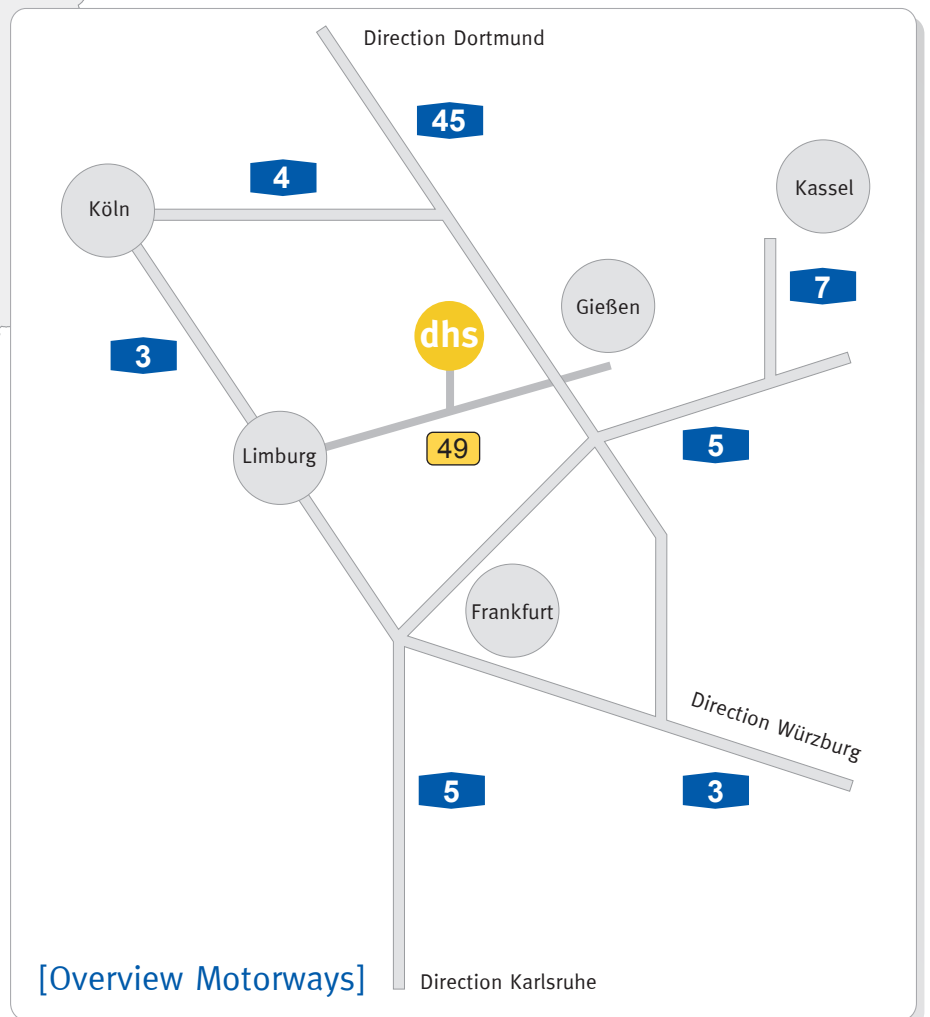 Direction Dortmund
45
4
Kassel
Köln
7
Gießen
dhs
3
5
49
Limburg
Frankfurt
Direction Würzburg
5
3
[Overview Motorways]
Direction Karlsruhe